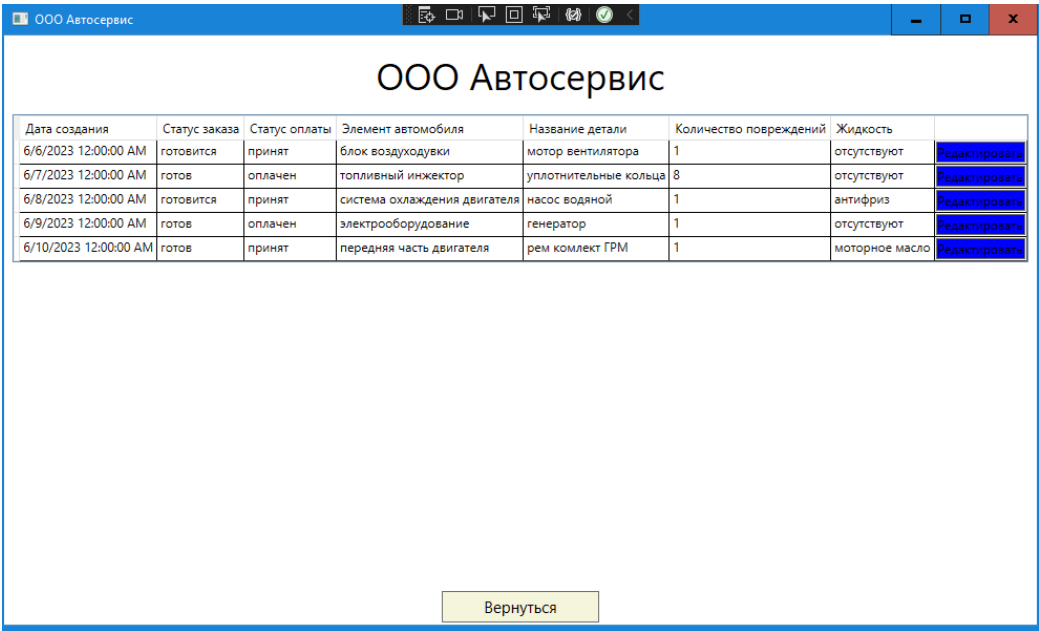 ООО Автосервис
ООО Автосервис
Дата создания Статус заказа Статус оплаты Элемент автомобиля Название детали Количество повреждений Жидкость
6/6/2023 12:00:00 AM готовится принят блок воздуходувки мотор вентилятора 1 отсутствуют Редактировать
6/7/2023 12:00:00 AM готов оплачен топливный инжектор уплотнительные кольца 8 отсутствуют Редактировать
6/8/2023 12:00:00 AM готовится принят система охлаждения двигателя насос водяной 1 антифриз Редактировать
6/9/2023 12:00:00 AM готов оплачен электрооборудование генератор 1 отсутствуют Редактировать
6/10/2023 12:00:00 AM готов принят передняя часть двигателя рем комлект ГРМ 1 моторное масло Редактировать
Вернуться